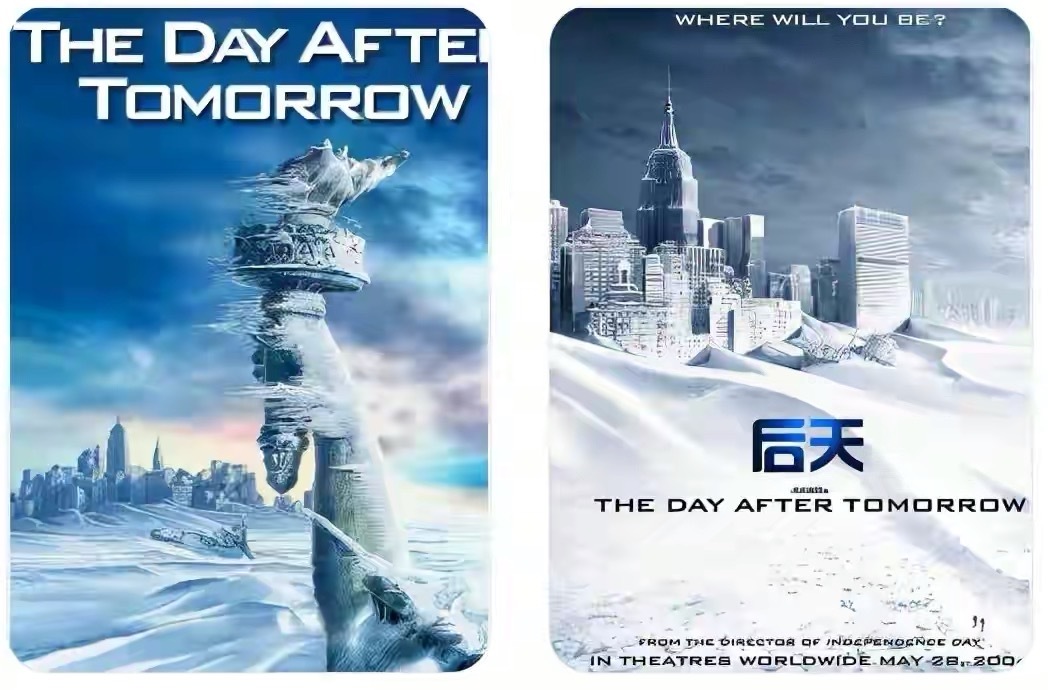 THE DAY AFTE
TOMORROW
WHERE WILL YOU BE?
后天
THE DAY AFTER TOMORROW
FROM THE DIRECTOR OF INDEPENDENCE DAY
IN THEATRES WORLDWIDE MAY 28, 200